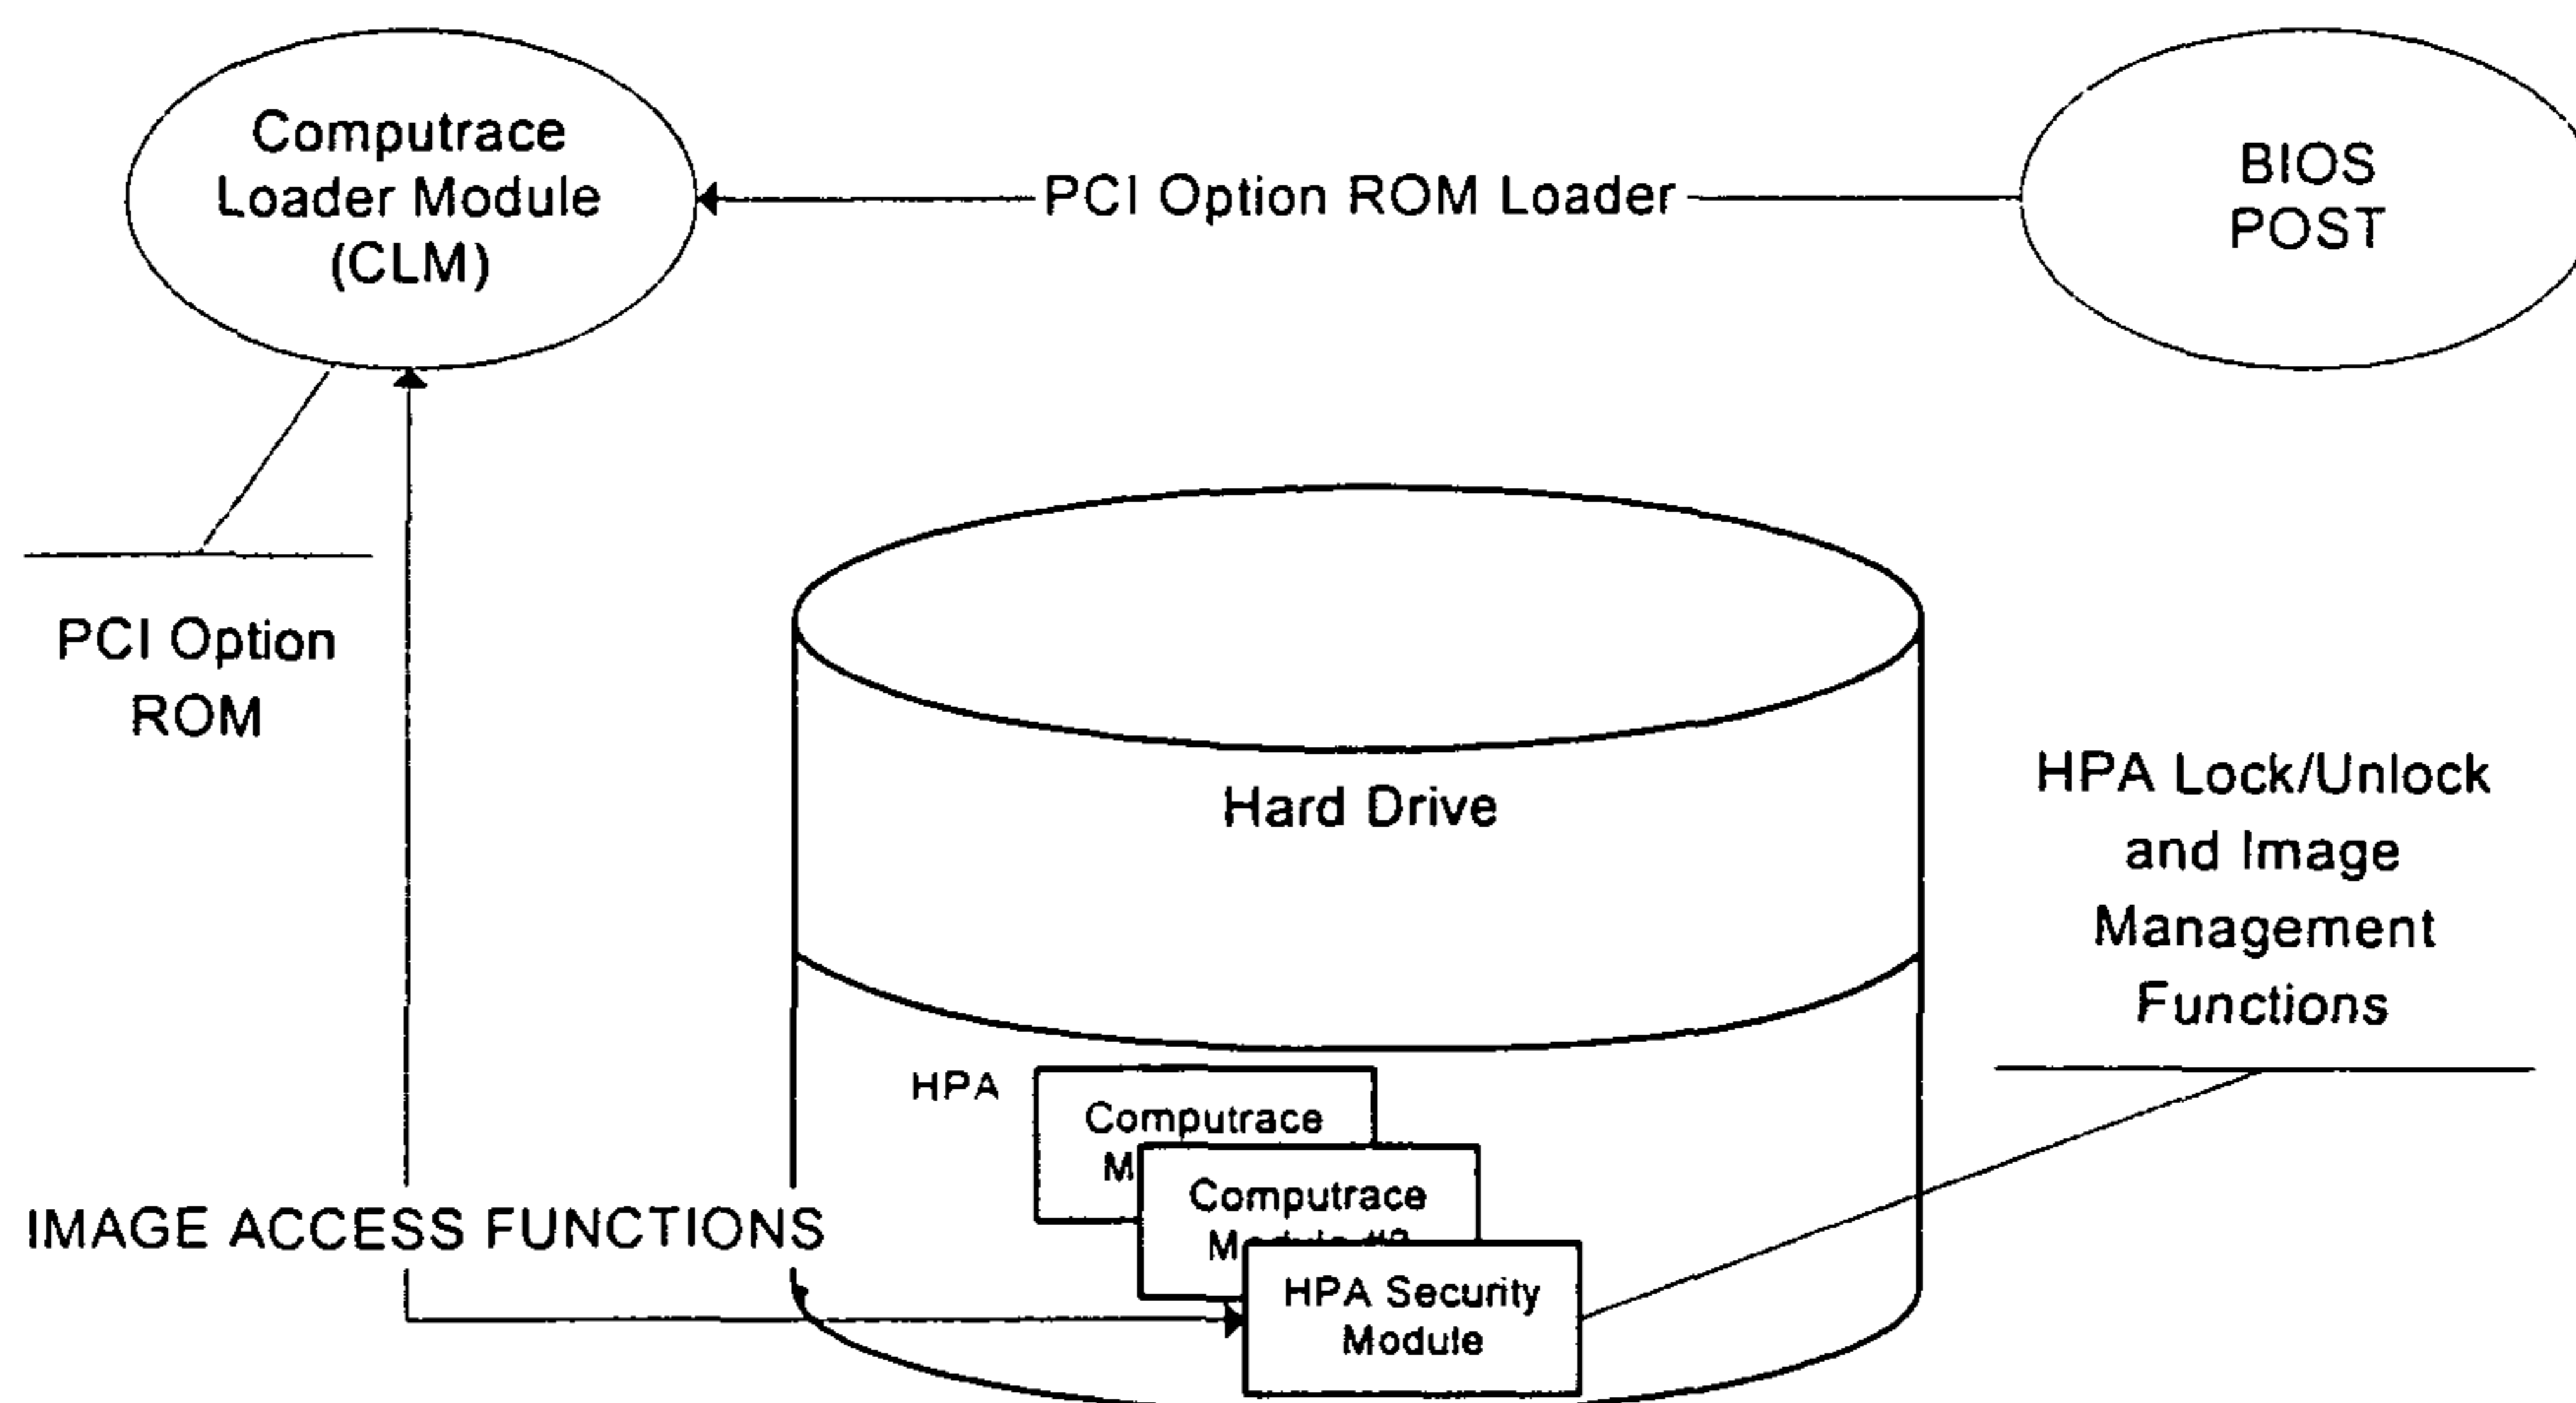 Computrace
Loader Module
(CLM)
PCI Option ROM Loader
BIOS
POST
PCI Option
ROM
Hard Drive
HPA Lock/Unlock
and Image
Management
Functions
HPA
Computrace
M
Computrace
IMAGE ACCESS FUNCTIONS
HPA Security
Module